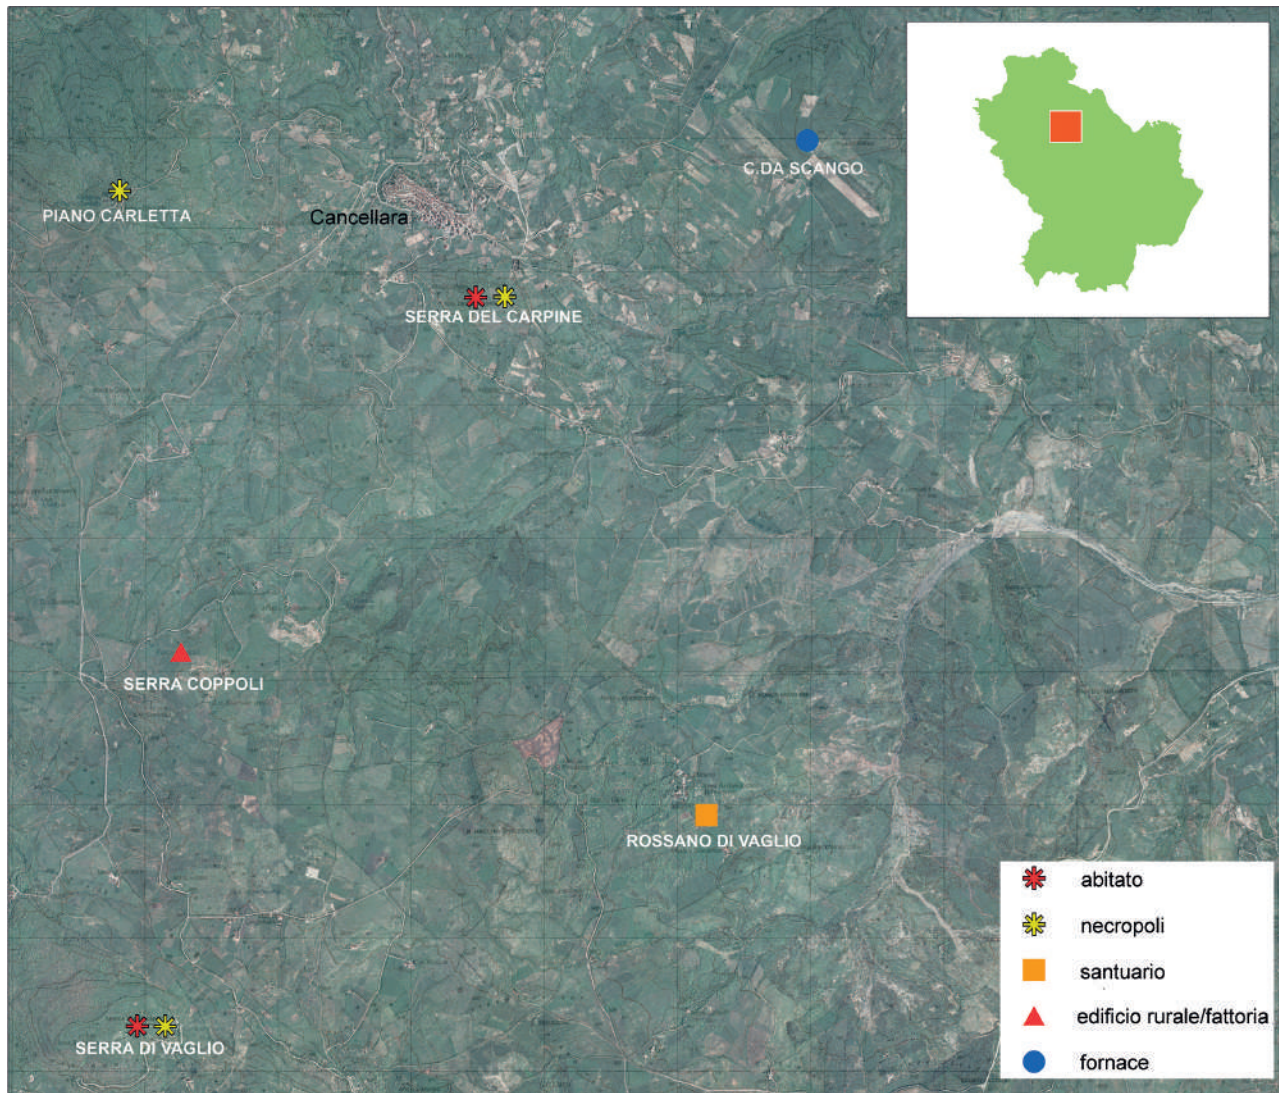 C.DA SCANGO
PIANO CARLETTA
Cancellara
SERRA DEL CARPINE
SERRA COPPOLI
ROSSANO DI VAGLIO
SERRA DI VAGLIO
abitato
necropoli
santuario
edificio rurale/fattoria
fornace